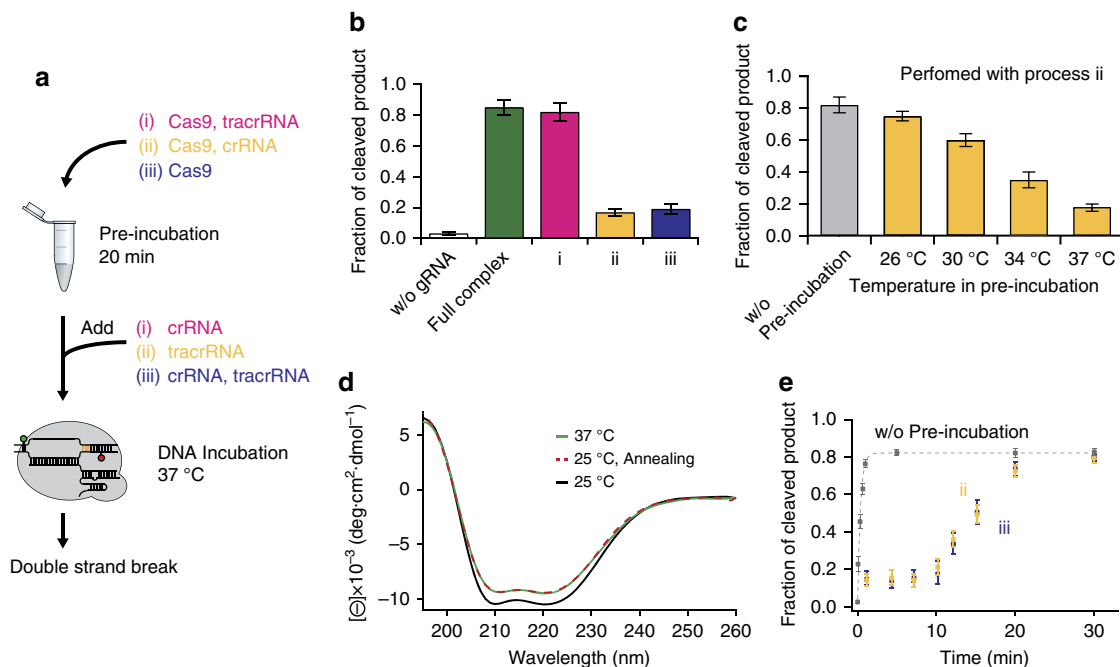 a
(i) Cas9, tracrRNA
(ii) Cas9, crRNA
(iii) Cas9
Pre-incubation
20 min
Add
(i) crRNA
(ii) tracrRNA
(iii) crRNA, tracrRNA
DNA Incubation
37 °C
Double strand break
b
Fraction of cleaved product
1.0
0.8
0.6
0.4
0.2
0.0
w/o gRNA
Full complex
i
ii
iii
c
Perfomed with process ii
Fraction of cleaved product
1.0
0.8
0.6
0.4
0.2
0.0
w/o
Pre-incubation
26 °C
30 °C
34 °C
37 °C
Temperature in pre-incubation
d
[Θ]×10⁻³ (deg·cm²·dmol⁻¹)
5
0
−5
−10
37 °C
25 °C, Annealing
25 °C
200
210
220
230
240
250
260
Wavelength (nm)
e
w/o Pre-incubation
Fraction of cleaved product
1.0
0.8
0.6
0.4
0.2
0.0
ii
iii
0
10
20
30
Time (min)